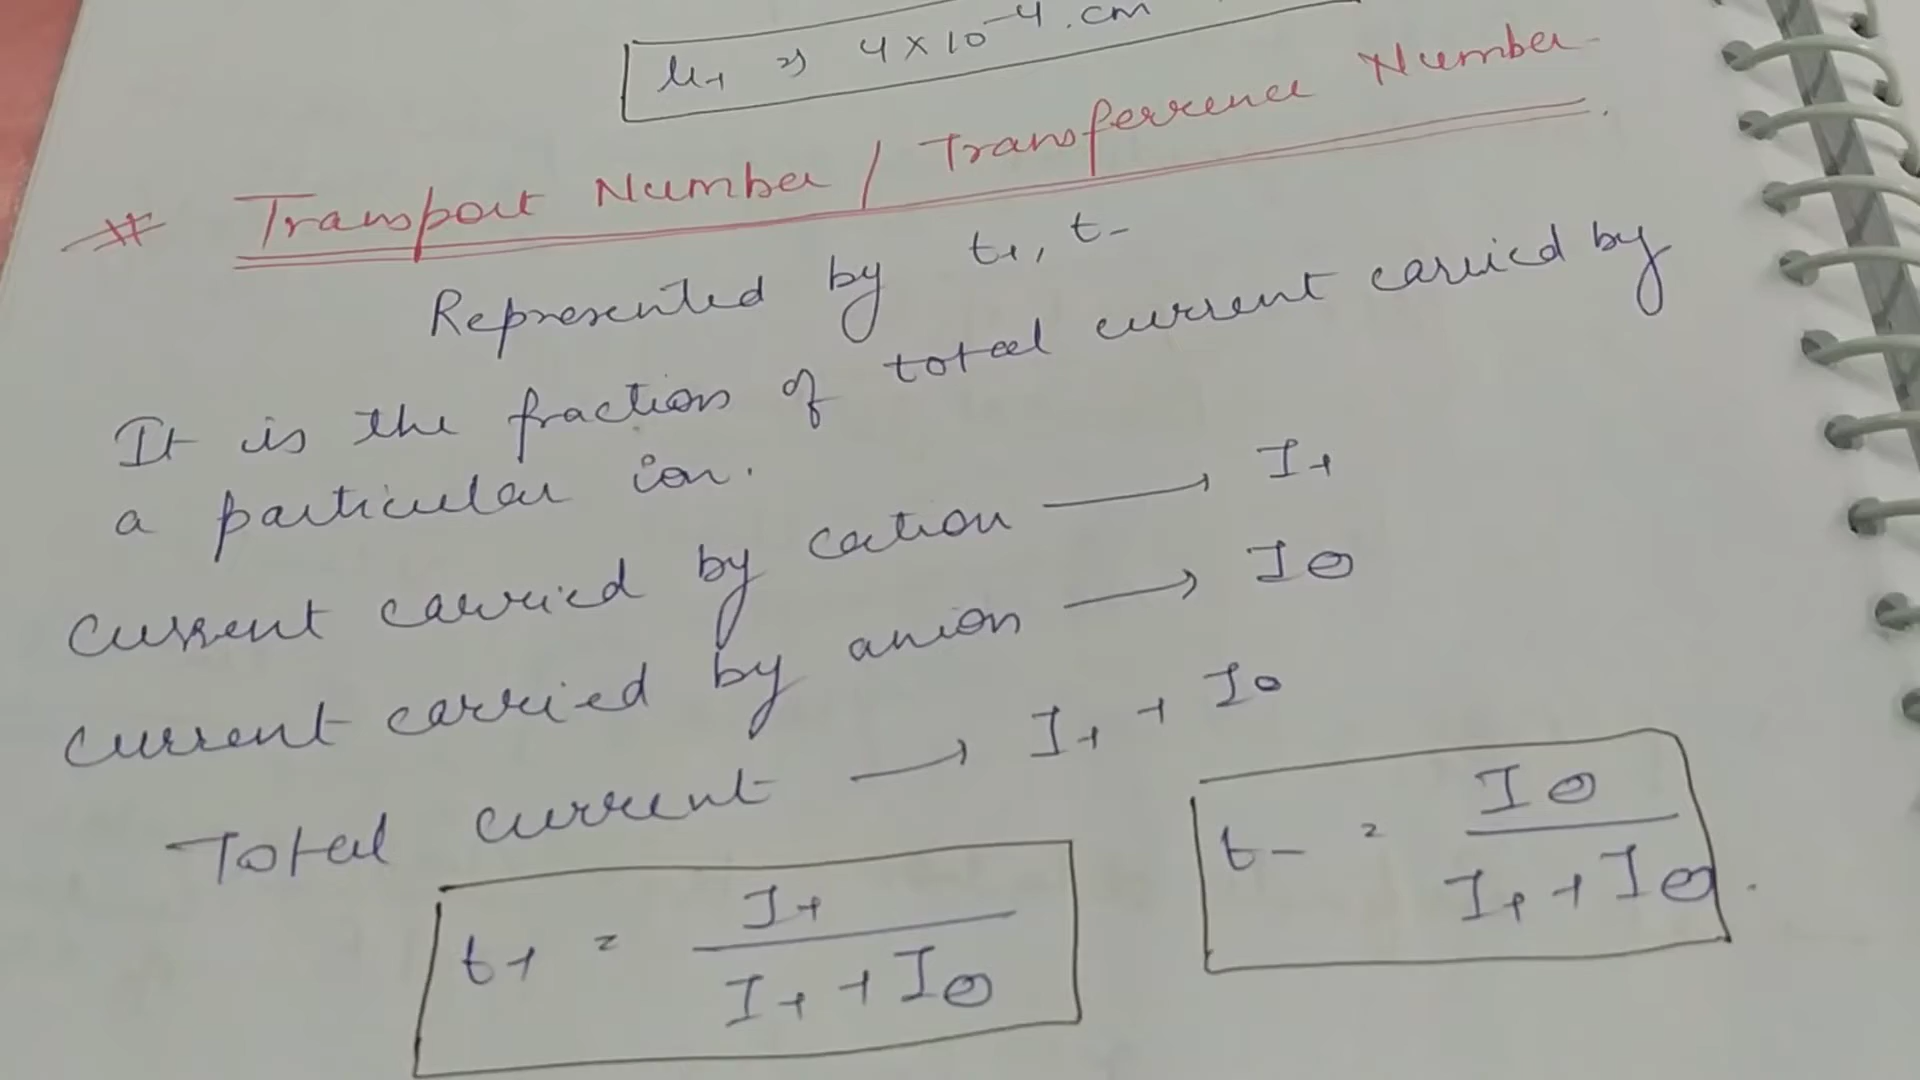 μ+ ⇒ 4×10⁻⁴ .cm
* Transport Number / Transferrence Number
Represented by t+, t-
It is the fraction of total current carried by
a particular ion.
Current carried by cation ⟶ I+
Current carried by anion ⟶ I⊖
Total current ⟶ I+ + I⊖
t+ = I+ / (I+ + I⊖)
t- = I⊖ / (I+ + I⊖)